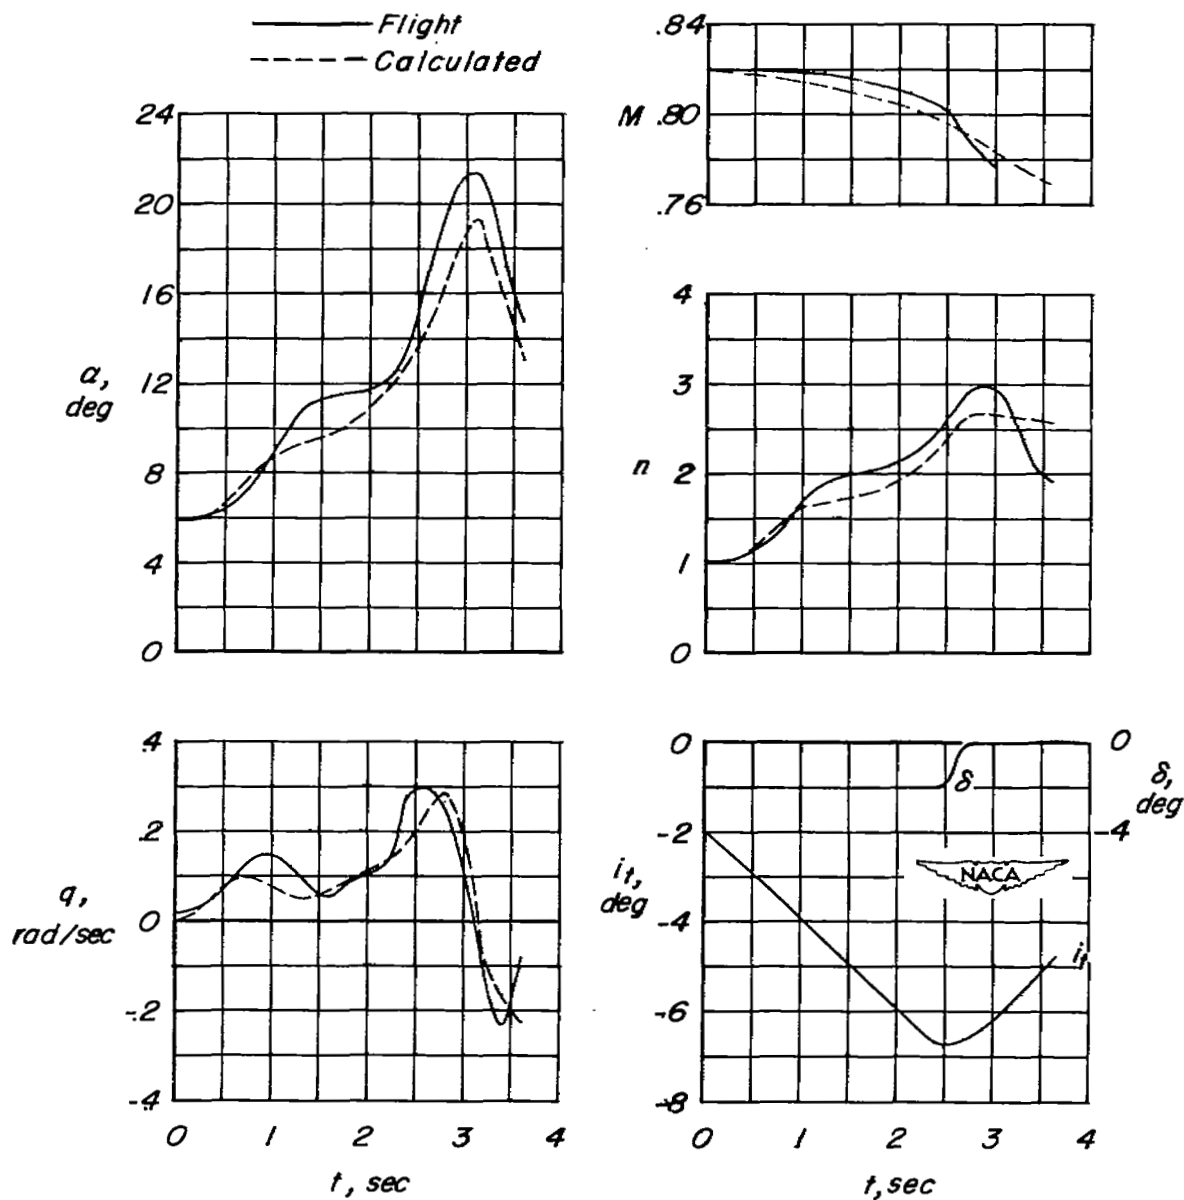 Flight
Calculated
24
20
16
12
8
4
0
α,
deg
.84
M .80
.76
4
3
n 2
1
0
.4
.2
0
-.2
-.4
q,
rad/sec
0 1 2 3 4
t, sec
0
-2
-4
-6
-8
i_t,
deg
δ
0
-4
δ,
deg
NACA
i_t
0 1 2 3 4
t, sec